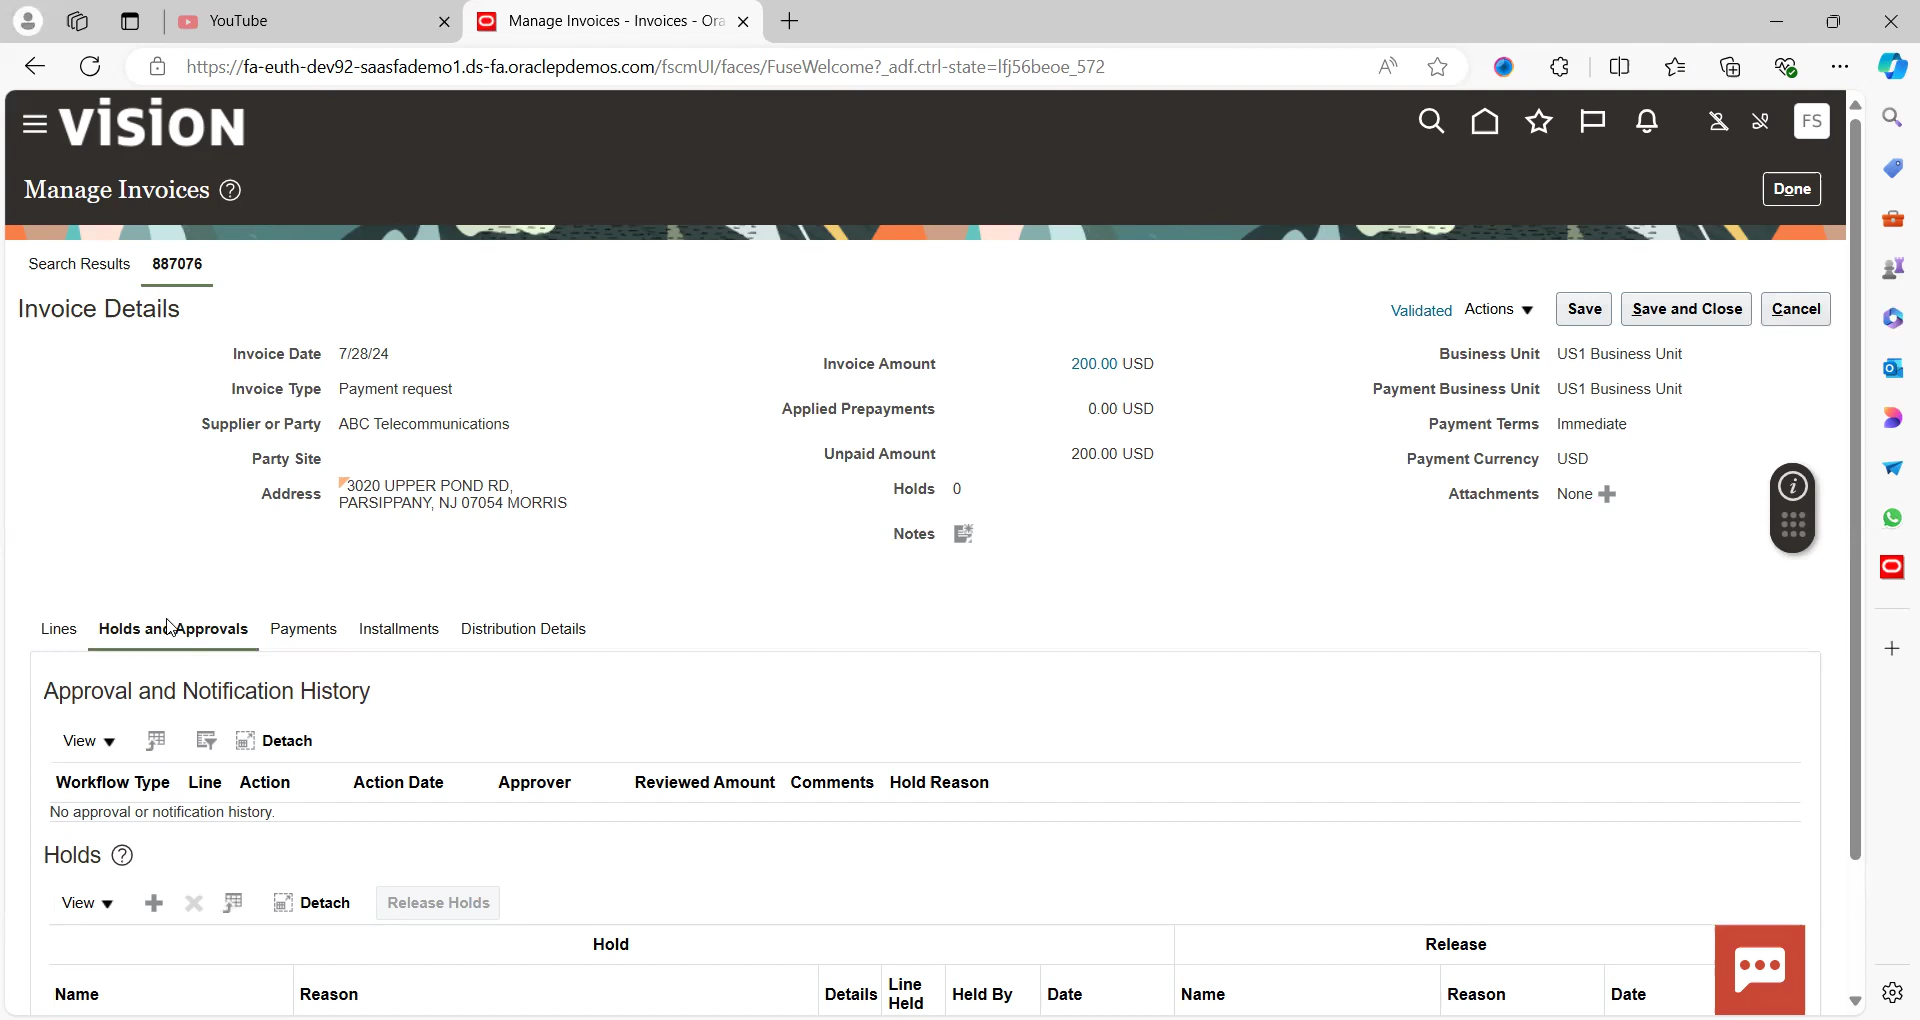 YouTube
Manage Invoices - Invoices - Ora
https://fa-euth-dev92-saasfademo1.ds-fa.oraclepdemos.com/fscmUI/faces/FuseWelcome?_adf.ctrl-state=lfj56beoe_572
VISION
FS
Manage Invoices
Done
Search Results 887076
Invoice Details
Validated Actions Save Save and Close Cancel
Invoice Date 7/28/24
Invoice Type Payment request
Supplier or Party ABC Telecommunications
Party Site
Address 3020 UPPER POND RD,
PARSIPPANY, NJ 07054 MORRIS
Invoice Amount 200.00 USD
Applied Prepayments 0.00 USD
Unpaid Amount 200.00 USD
Holds 0
Notes
Business Unit US1 Business Unit
Payment Business Unit US1 Business Unit
Payment Terms Immediate
Payment Currency USD
Attachments None
Lines Holds and Approvals Payments Installments Distribution Details
Approval and Notification History
View Detach
Workflow Type Line Action Action Date Approver Reviewed Amount Comments Hold Reason
No approval or notification history.
Holds
View Detach Release Holds
Hold Release
Name Reason Details Line Held Held By Date Name Reason Date